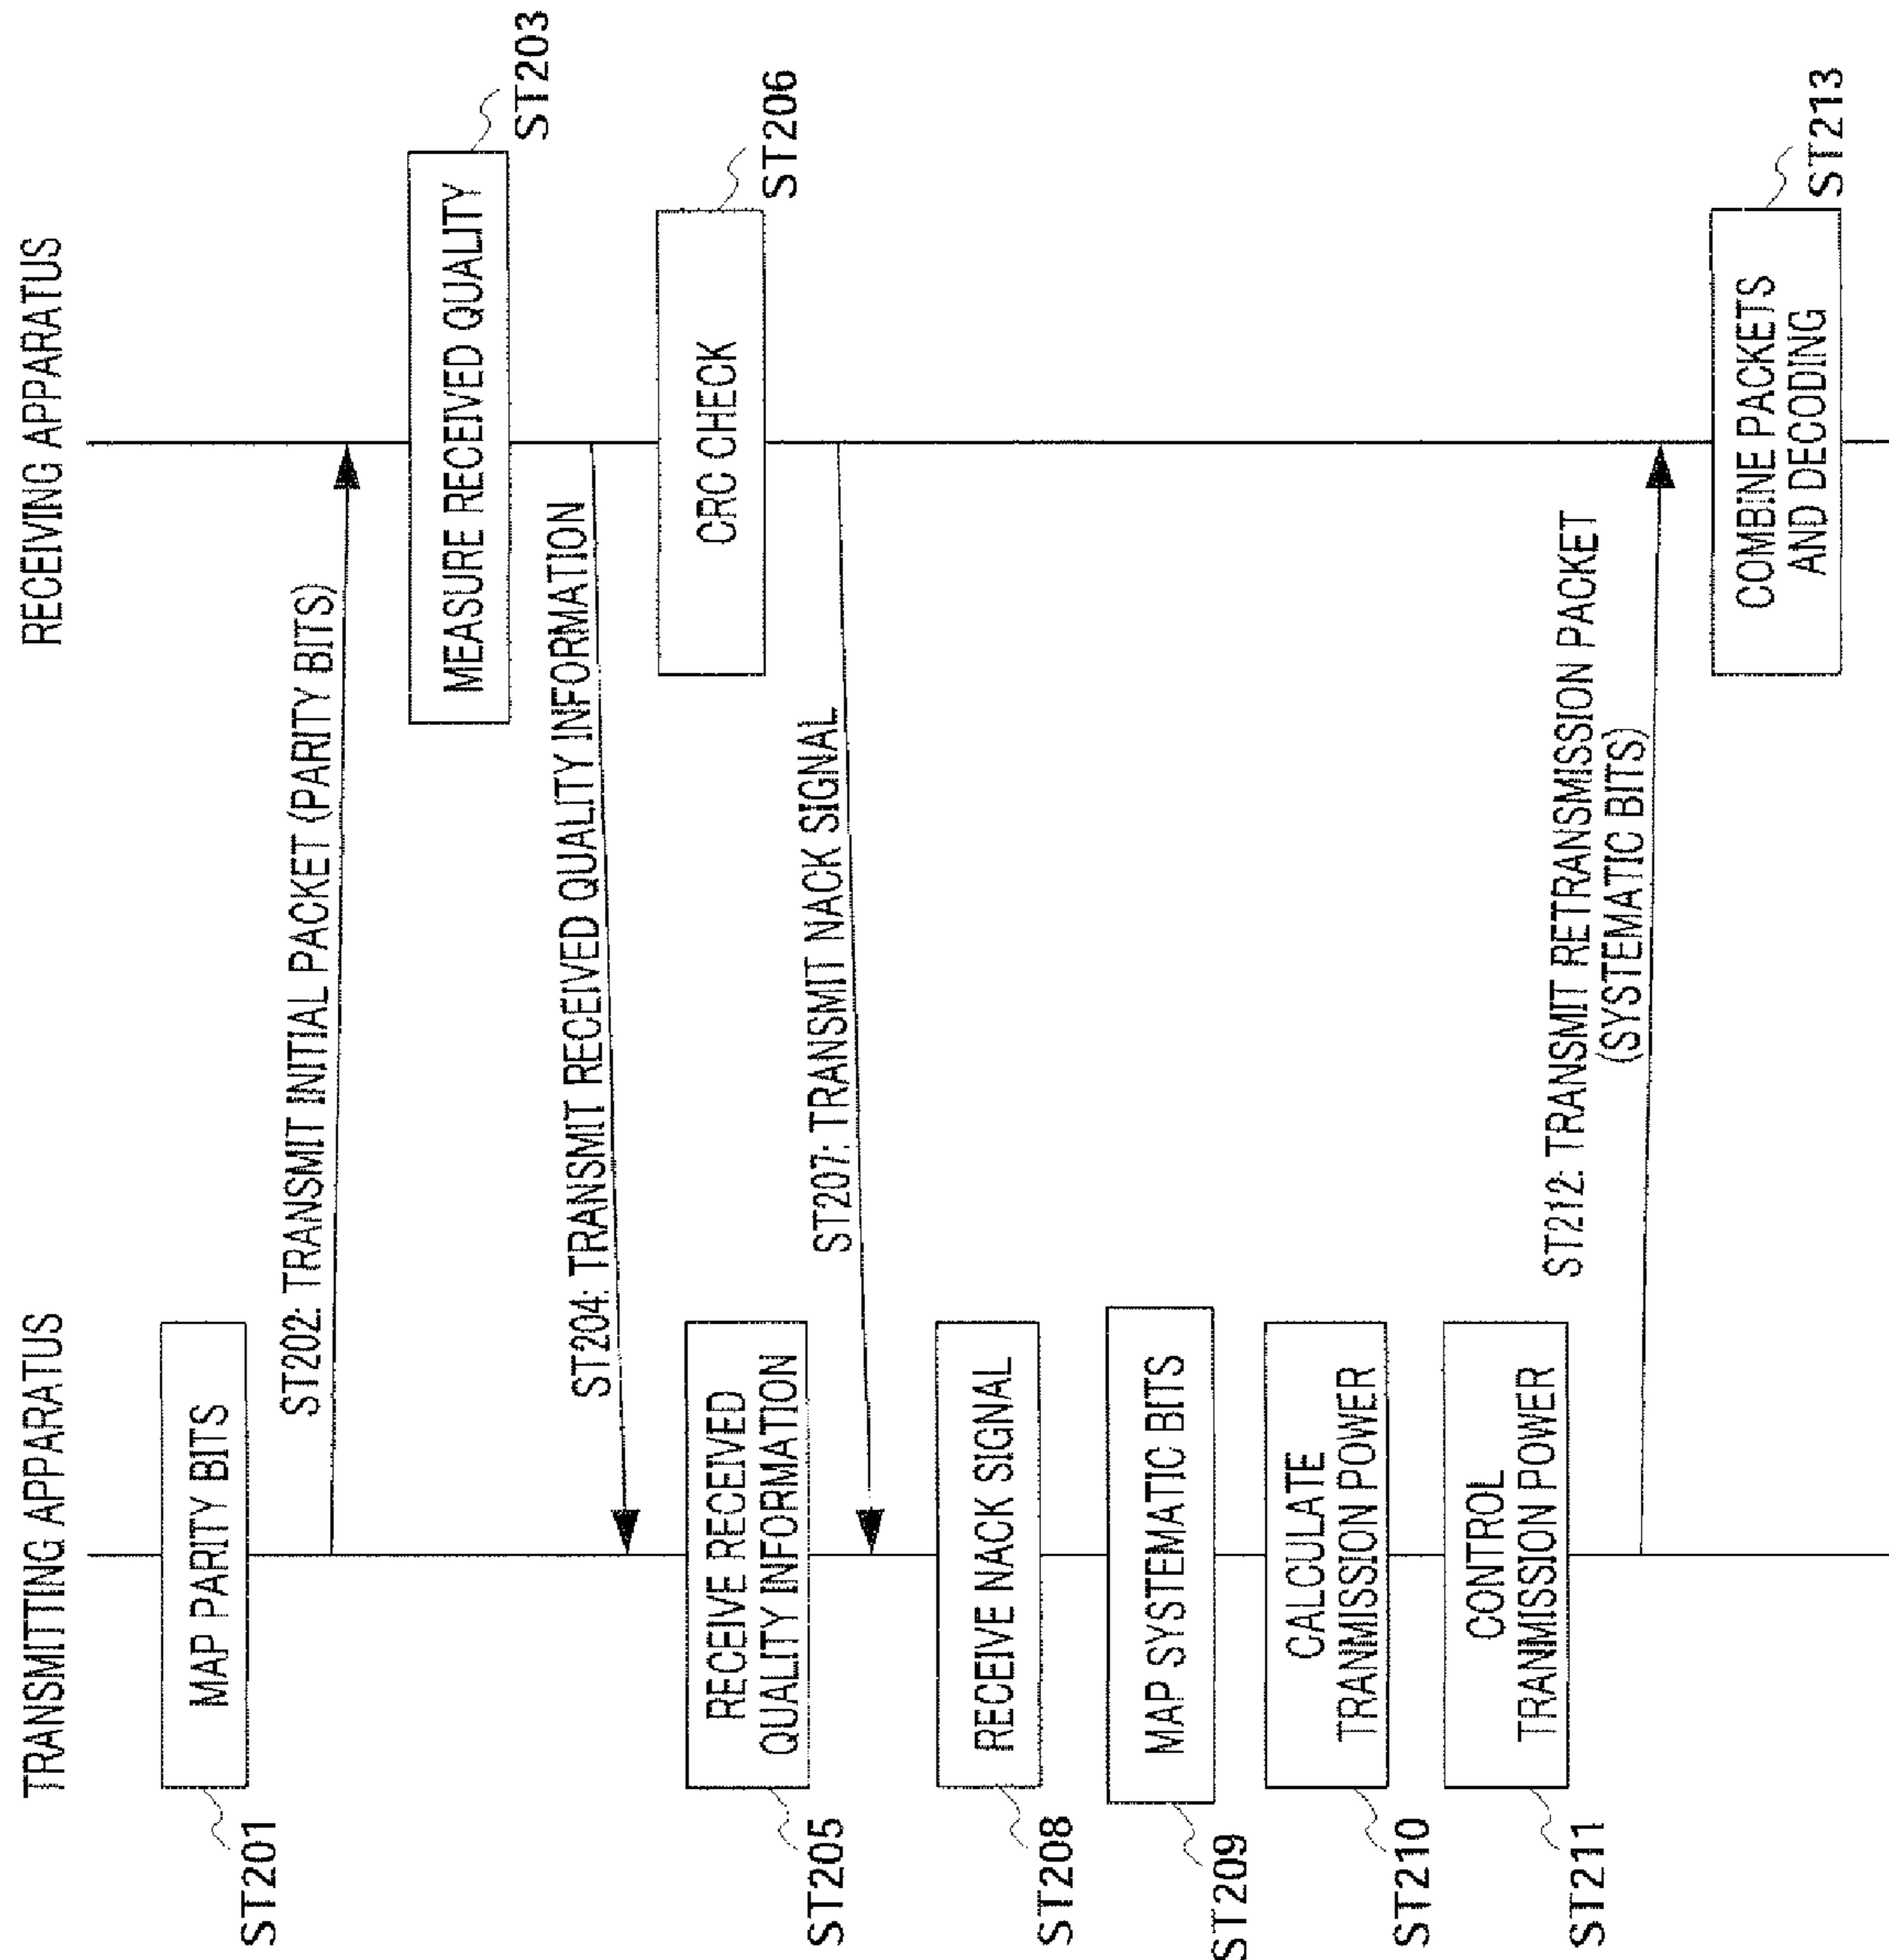 TRANSMITTING APPARATUS
RECEIVING APPARATUS
MAP PARITY BITS
ST201
ST202: TRANSMIT INITIAL PACKET (PARITY BITS)
MEASURE RECEIVED QUALITY
ST203
ST204: TRANSMIT RECEIVED QUALITY INFORMATION
RECEIVE RECEIVED
QUALITY INFORMATION
ST205
CRC CHECK
ST206
ST207: TRANSMIT NACK SIGNAL
RECEIVE NACK SIGNAL
ST208
MAP SYSTEMATIC BITS
ST209
CALCULATE
TRANMISSION POWER
ST210
CONTROL
TRANMISSION POWER
ST211
ST212: TRANSMIT RETRANSMISSION PACKET
(SYSTEMATIC BITS)
COMBINE PACKETS
AND DECODING
ST213